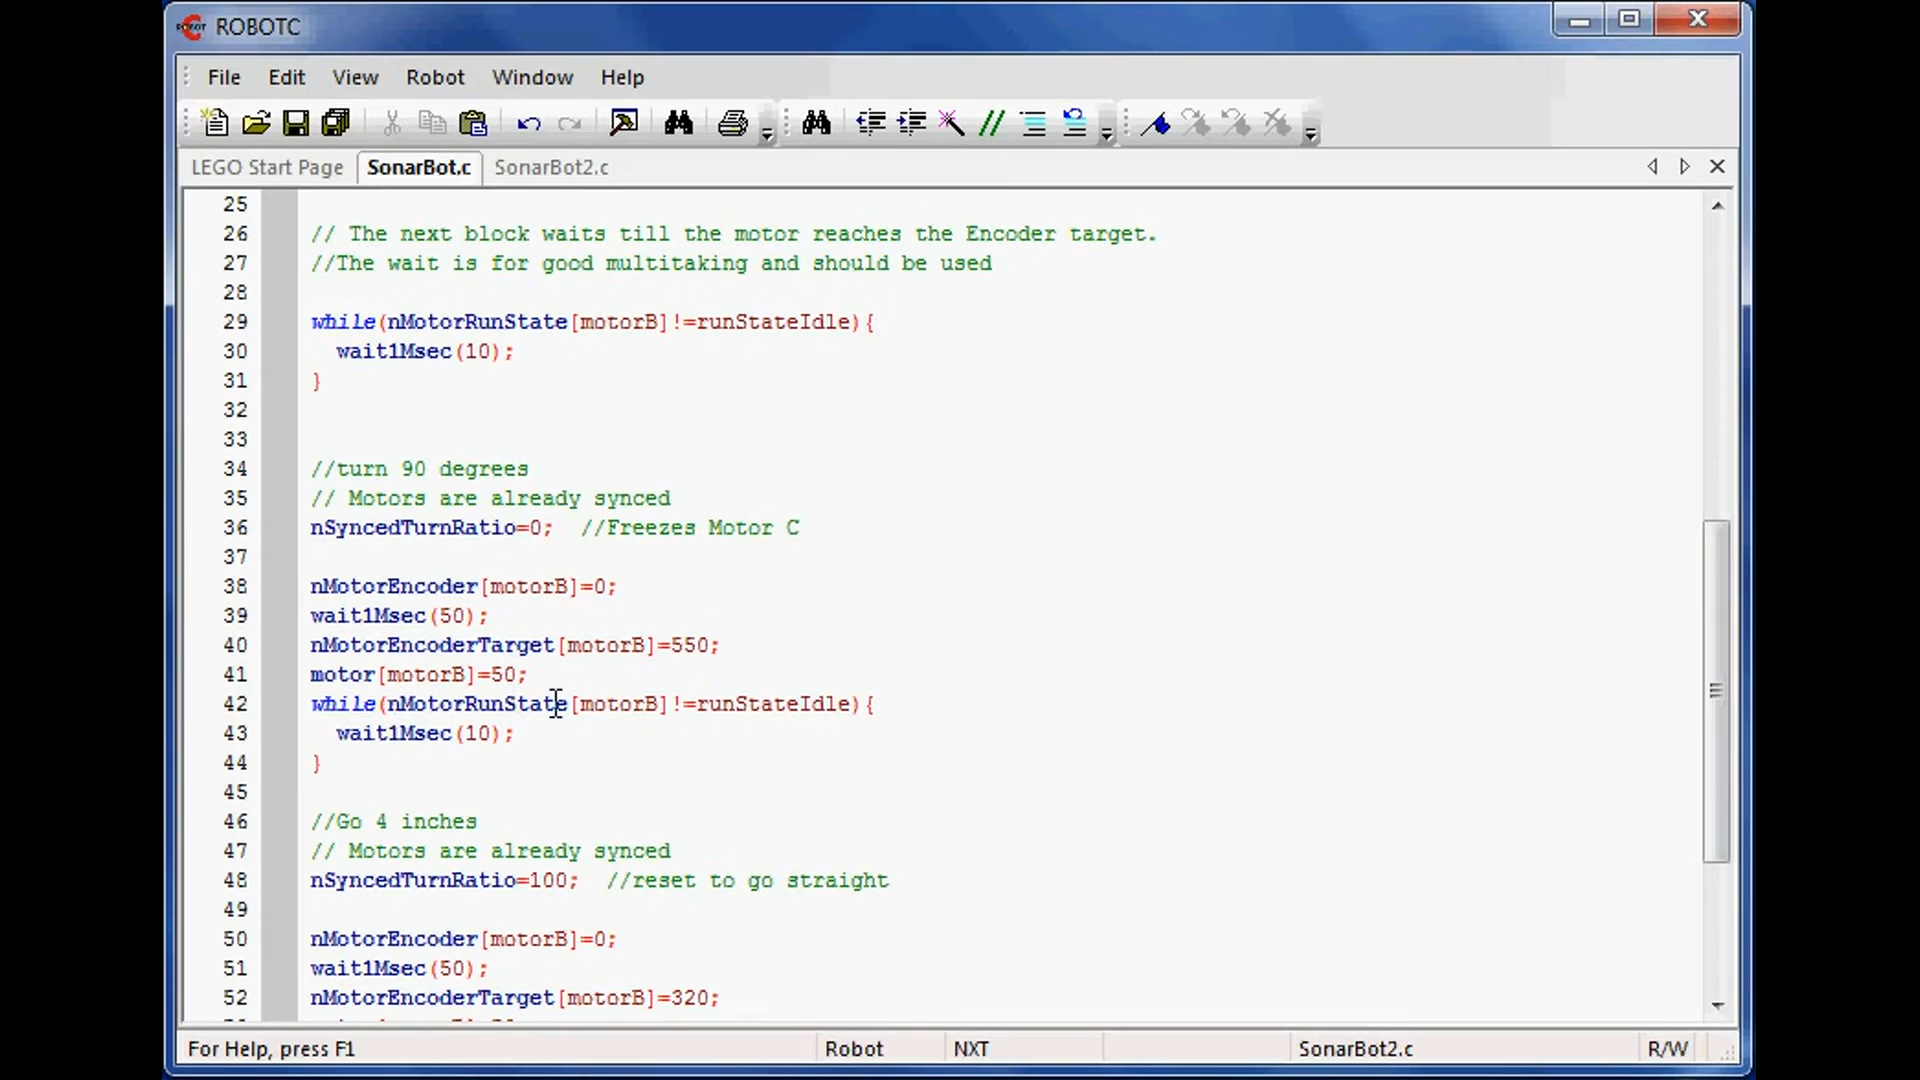 ROBOTC
File Edit View Robot Window Help
LEGO Start Page SonarBot.c SonarBot2.c
25
26 // The next block waits till the motor reaches the Encoder target.
27 //The wait is for good multitaking and should be used
28
29 while(nMotorRunState[motorB]!=runStateIdle){
30 wait1Msec(10);
31 }
32
33
34 //turn 90 degrees
35 // Motors are already synced
36 nSyncedTurnRatio=0; //Freezes Motor C
37
38 nMotorEncoder[motorB]=0;
39 wait1Msec(50);
40 nMotorEncoderTarget[motorB]=550;
41 motor[motorB]=50;
42 while(nMotorRunState[motorB]!=runStateIdle){
43 wait1Msec(10);
44 }
45
46 //Go 4 inches
47 // Motors are already synced
48 nSyncedTurnRatio=100; //reset to go straight
49
50 nMotorEncoder[motorB]=0;
51 wait1Msec(50);
52 nMotorEncoderTarget[motorB]=320;
For Help, press F1 Robot NXT SonarBot2.c R/W